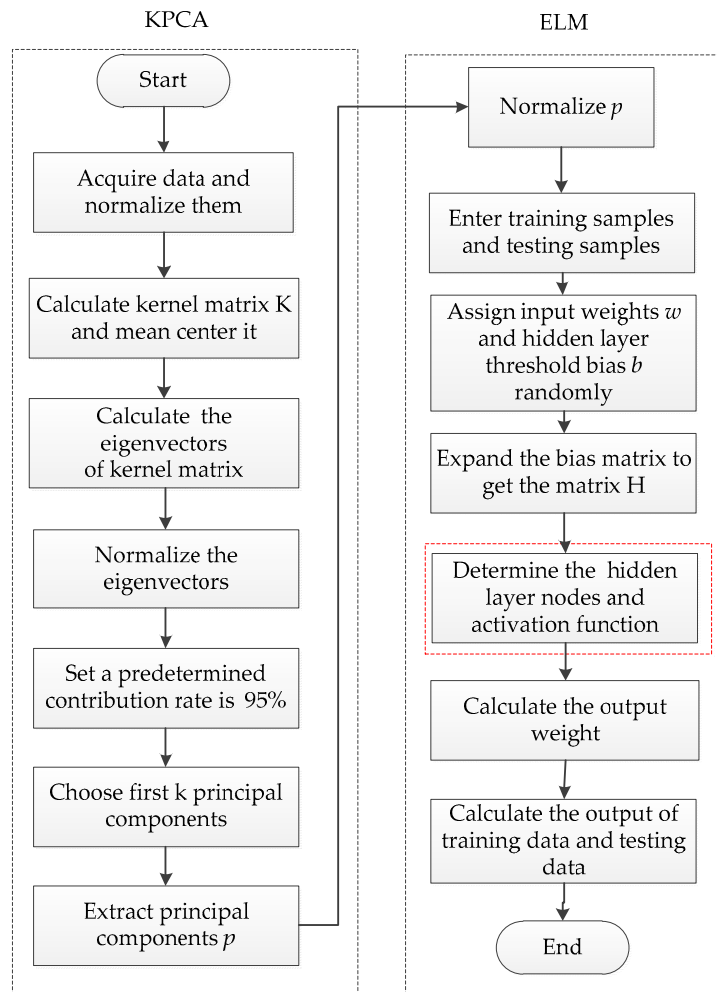 KPCA
Start
Acquire data and
normalize them
Calculate kernel matrix K
and mean center it
Calculate the
eigenvectors
of kernel matrix
Normalize the
eigenvectors
Set a predetermined
contribution rate is 95%
Choose first k principal
components
Extract principal
components p
ELM
Normalize p
Enter training samples
and testing samples
Assign input weights w
and hidden layer
threshold bias b
randomly
Expand the bias matrix to
get the matrix H
Determine the hidden
layer nodes and
activation function
Calculate the output
weight
Calculate the output of
training data and testing
data
End